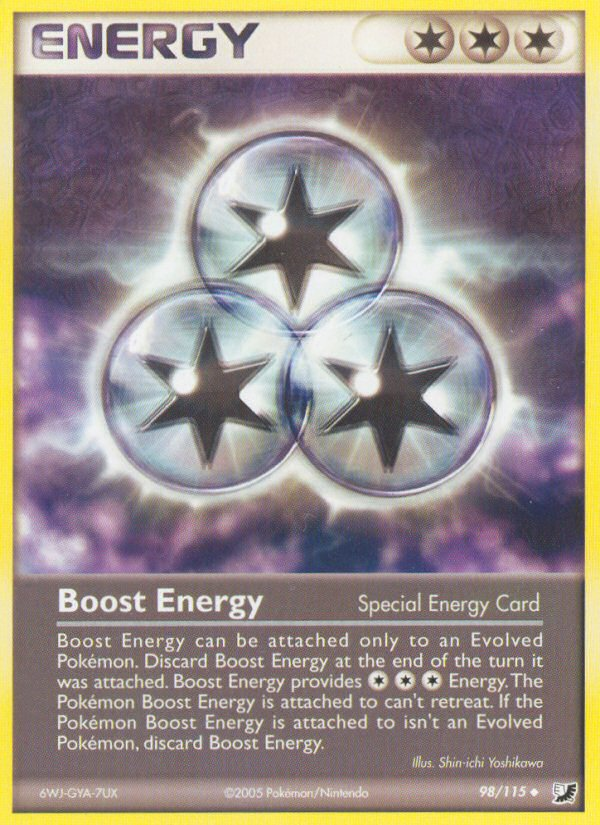 ENERGY
Boost Energy Special Energy Card
Boost Energy can be attached only to an Evolved
Pokémon. Discard Boost Energy at the end of the turn it
was attached. Boost Energy provides Energy. The
Pokémon Boost Energy is attached to can't retreat. If the
Pokémon Boost Energy is attached to isn't an Evolved
Pokémon, discard Boost Energy.
Illus. Shin-ichi Yoshikawa
6WJ-GYA-7UX ©2005 Pokémon/Nintendo 98/115